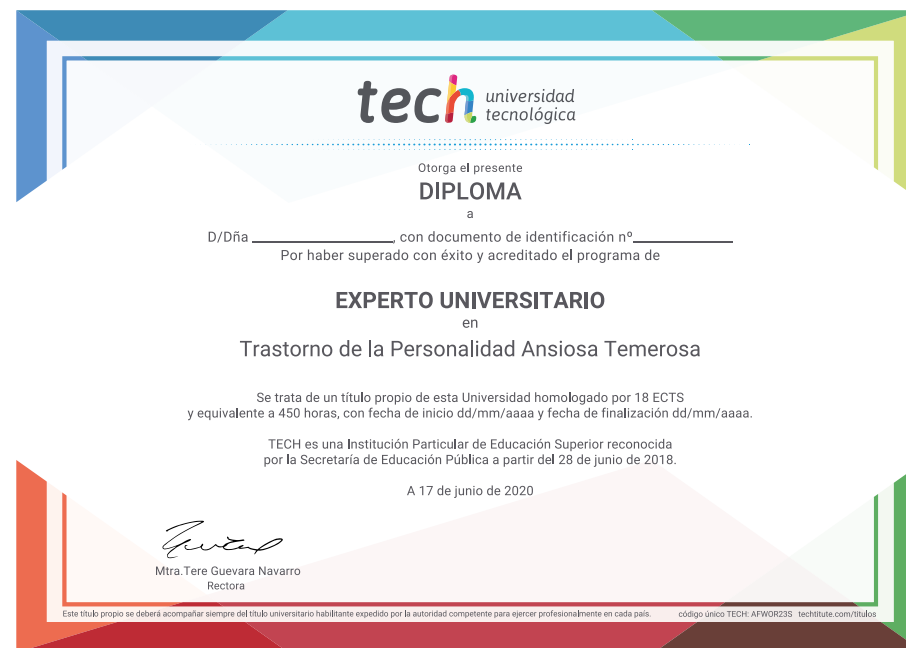 tech universidad
tecnológica
Otorga el presente
DIPLOMA
a
D/Dña ____________________, con documento de identificación nº______________
Por haber superado con éxito y acreditado el programa de
EXPERTO UNIVERSITARIO
en
Trastorno de la Personalidad Ansiosa Temerosa
Se trata de un título propio de esta Universidad homologado por 18 ECTS
y equivalente a 450 horas, con fecha de inicio dd/mm/aaaa y fecha de finalización dd/mm/aaaa.
TECH es una Institución Particular de Educación Superior reconocida
por la Secretaría de Educación Pública a partir del 28 de junio de 2018.
A 17 de junio de 2020
Mtra.Tere Guevara Navarro
Rectora
Este título propio se deberá acompañar siempre del título universitario habilitante expedido por la autoridad competente para ejercer profesionalmente en cada país. código único TECH: AFWOR23S techtitute.com/titulos